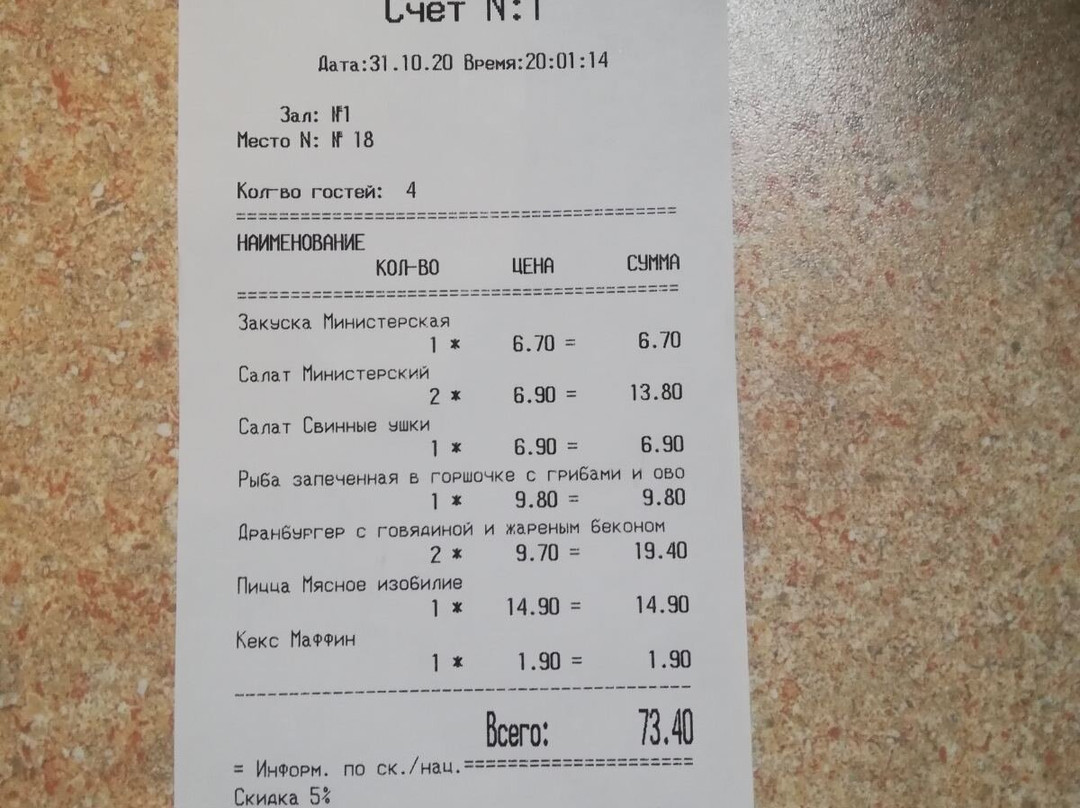 Счет N:1
Дата:31.10.20 Время:20:01:14
Зал: №1
Место N: № 18
Кол-во гостей: 4
=========================================
НАИМЕНОВАНИЕ
КОЛ-ВО ЦЕНА СУММА
=========================================
Закуска Министерская
1 * 6.70 = 6.70
Салат Министерский
2 * 6.90 = 13.80
Салат Свинные ушки
1 * 6.90 = 6.90
Рыба запеченная в горшочке с грибами и ово
1 * 9.80 = 9.80
Дранбургер с говядиной и жареным беконом
2 * 9.70 = 19.40
Пицца Мясное изобилие
1 * 14.90 = 14.90
Кекс Маффин
1 * 1.90 = 1.90
-----------------------------------------
Всего: 73.40
= Информ. по ск./нац.=====================
Скидка 5%